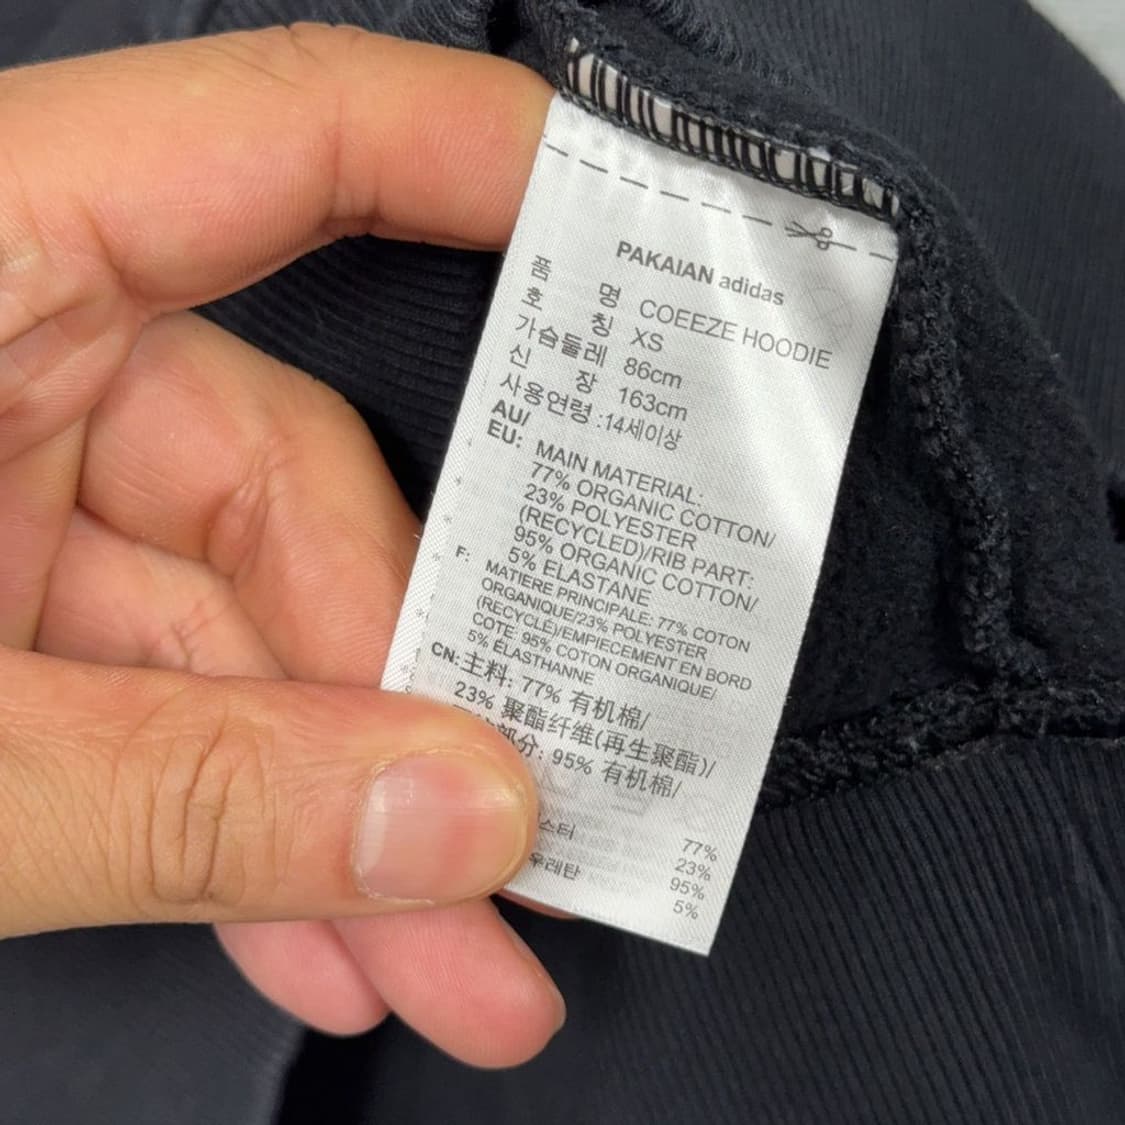 PAKAIAN adidas
품 명 COEEZE HOODIE
호 칭 XS
가슴둘레 86cm
신 장 163cm
사용연령 :14세이상
AU/
EU: MAIN MATERIAL:
77% ORGANIC COTTON/
23% POLYESTER
(RECYCLED)/RIB PART:
95% ORGANIC COTTON/
5% ELASTANE
F: MATIERE PRINCIPALE: 77% COTON
ORGANIQUE/23% POLYESTER
(RECYCLE)/EMPIECEMENT EN BORD
COTE: 95% COTON ORGANIQUE/
5% ELASTHANNE
CN:主料: 77% 有机棉/
23% 聚酯纤维(再生聚酯)/
部分: 95% 有机棉/
77%
스터 23%
95%
우레탄 5%